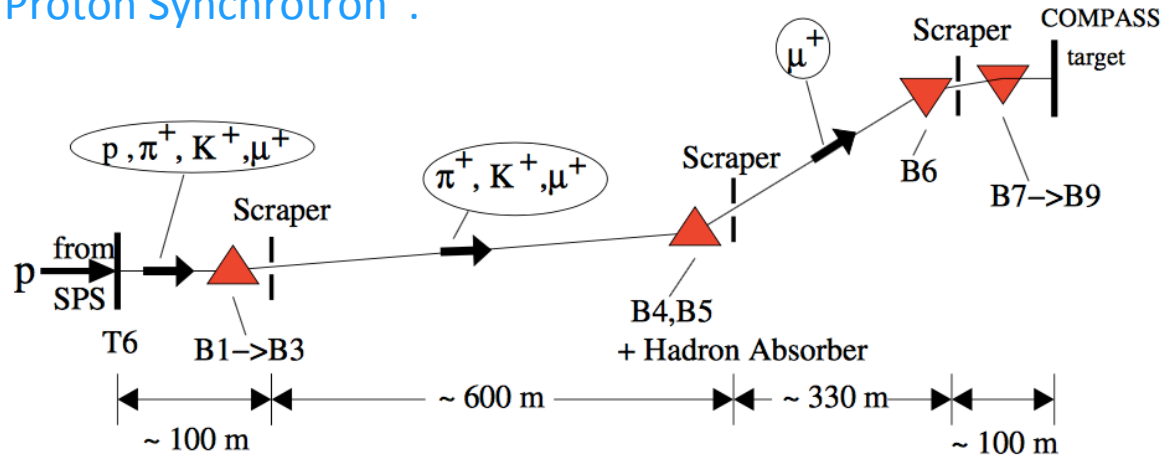 Proton Synchrotron".
COMPASS
target
Scraper
μ+
p ,π+, K+,μ+
π+, K+,μ+
Scraper
Scraper
B6
B7–>B9
from
p
SPS
T6
B1–>B3
B4,B5
+ Hadron Absorber
~ 100 m
~ 600 m
~ 330 m
~ 100 m